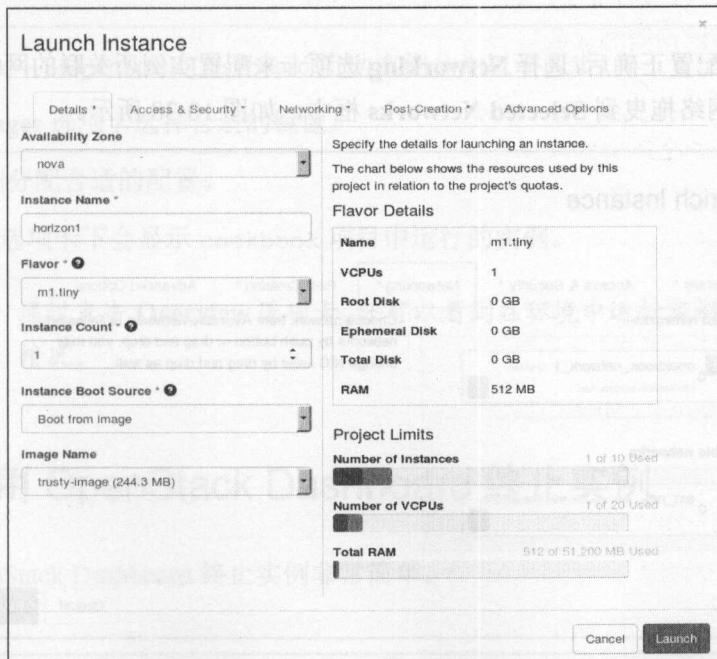 ×
Launch Instance
Details * Access & Security * Networking * Post-Creation * Advanced Options
Availability Zone
nova
Instance Name *
horizon1
Flavor *
m1.tiny
Instance Count *
1
Instance Boot Source *
Boot from image
Image Name
trusty-image (244.3 MB)
Specify the details for launching an instance.
The chart below shows the resources used by this
project in relation to the project's quotas.
Flavor Details
Name m1.tiny
VCPUs 1
Root Disk 0 GB
Ephemeral Disk 0 GB
Total Disk 0 GB
RAM 512 MB
Project Limits
Number of Instances 1 of 10 Used
Number of VCPUs 1 of 20 Used
Total RAM 512 of 51,200 MB Used
Cancel Launch